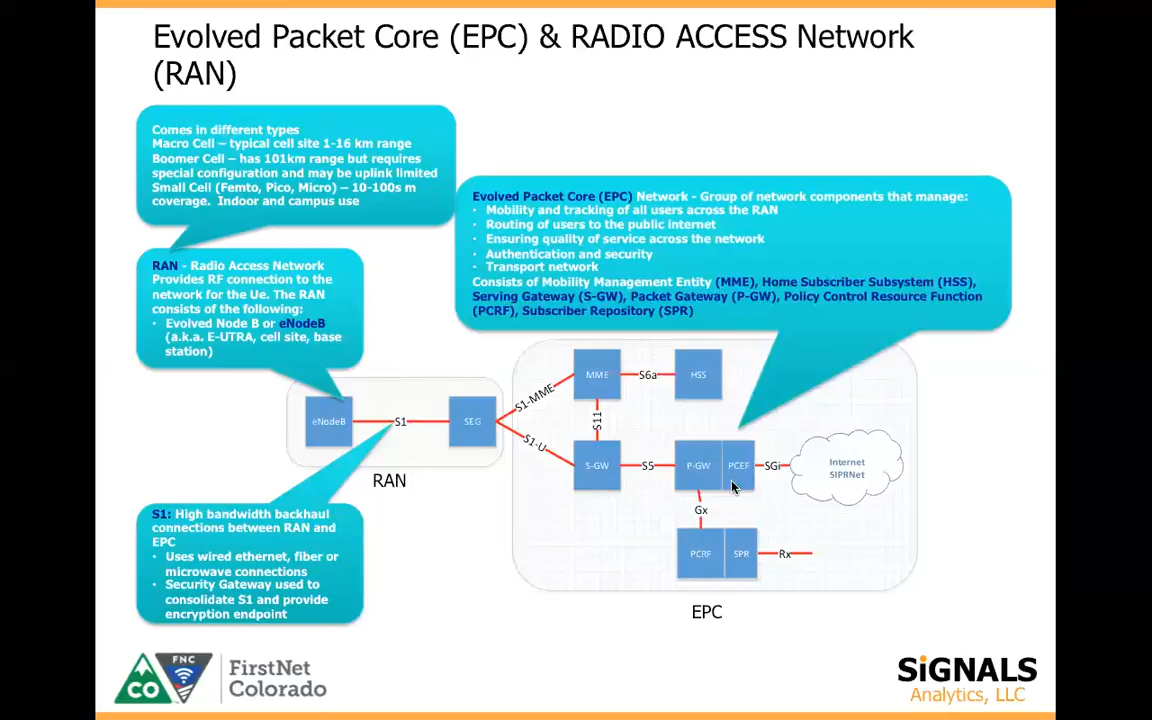 Evolved Packet Core (EPC) & RADIO ACCESS Network
(RAN)
Comes in different types
Macro Cell – typical cell site 1-16 km range
Boomer Cell – has 101km range but requires
special configuration and may be uplink limited
Small Cell (Femto, Pico, Micro) – 10-100s m
coverage. Indoor and campus use
Evolved Packet Core (EPC) Network - Group of network components that manage:
• Mobility and tracking of all users across the RAN
• Routing of users to the public internet
• Ensuring quality of service across the network
• Authentication and security
• Transport network
Consists of Mobility Management Entity (MME), Home Subscriber Subsystem (HSS),
Serving Gateway (S-GW), Packet Gateway (P-GW), Policy Control Resource Function
(PCRF), Subscriber Repository (SPR)
RAN - Radio Access Network
Provides RF connection to the
network for the Ue. The RAN
consists of the following:
• Evolved Node B or eNodeB
(a.k.a. E-UTRA, cell site, base
station)
MME
S6a
HSS
S1-MME
S11
eNodeB
S1
SEG
S1-U
S-GW
S5
P-GW
PCEF
SGi
Internet
SIPRNet
RAN
Gx
PCRF
SPR
Rx
EPC
S1: High bandwidth backhaul
connections between RAN and
EPC
• Uses wired ethernet, fiber or
microwave connections
• Security Gateway used to
consolidate S1 and provide
encryption endpoint
CO
FNC
FirstNet
Colorado
SiGNALS
Analytics, LLC